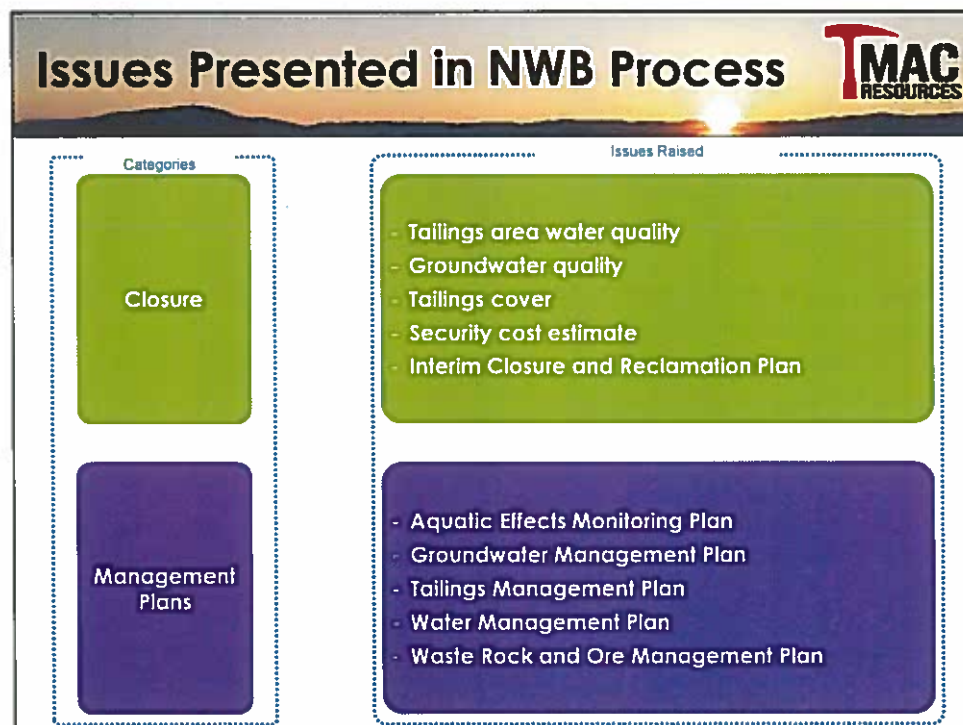 Issues Presented in NWB Process
TMAC
RESOURCES
Categories
Issues Raised
Closure
- Tailings area water quality
- Groundwater quality
- Tailings cover
- Security cost estimate
- Interim Closure and Reclamation Plan
Management
Plans
- Aquatic Effects Monitoring Plan
- Groundwater Management Plan
- Tailings Management Plan
- Water Management Plan
- Waste Rock and Ore Management Plan